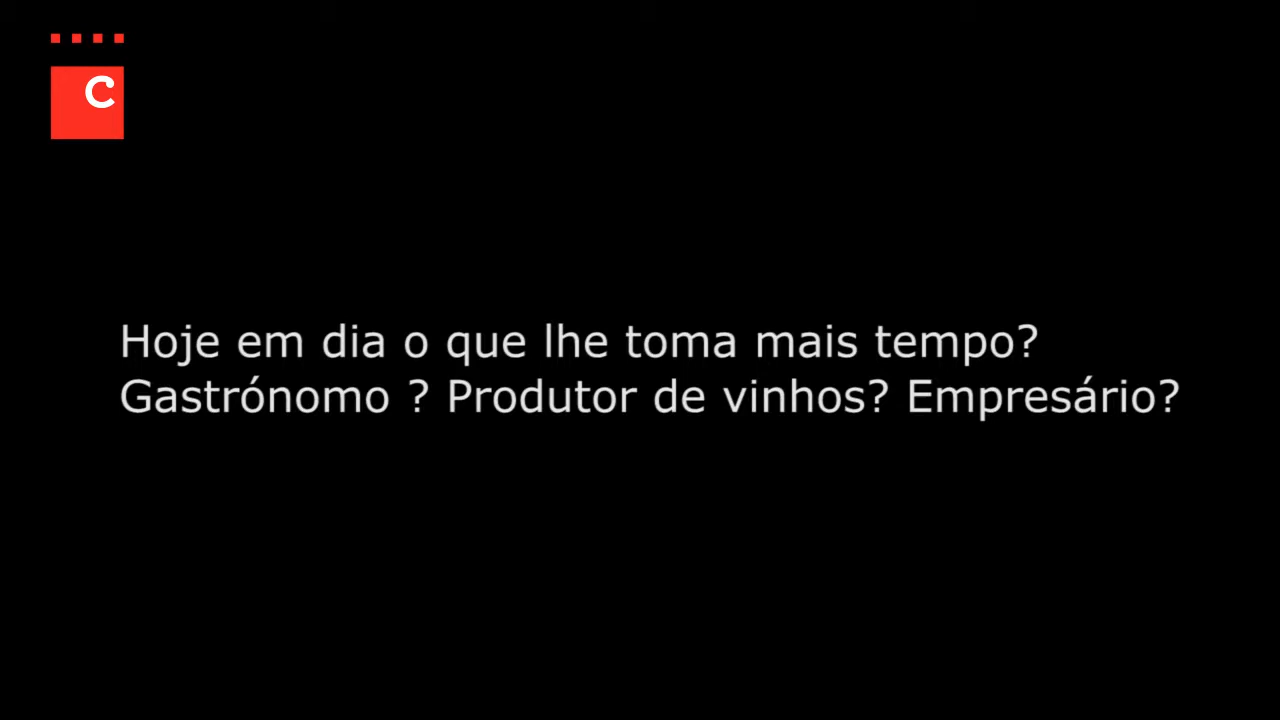 C
Hoje em dia o que lhe toma mais tempo?
Gastrónomo ? Produtor de vinhos? Empresário?